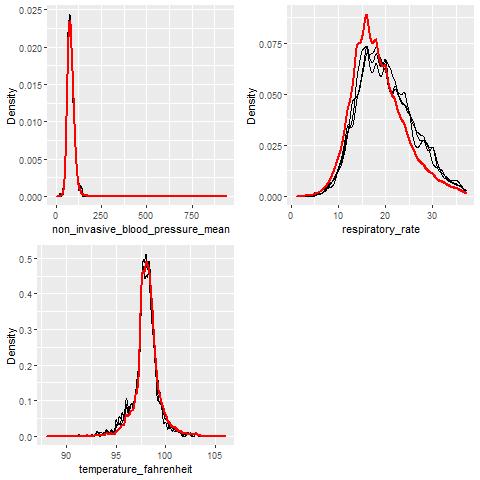 0.025
0.020
0.015
0.010
0.005
0.000
Density
0 250 500 750
non_invasive_blood_pressure_mean
0.075
0.050
0.025
0.000
Density
0 10 20 30
respiratory_rate
0.5
0.4
0.3
0.2
0.1
0.0
Density
90 95 100 105
temperature_fahrenheit